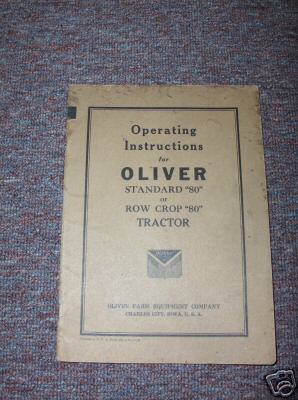 Operating
Instructions
for
OLIVER
STANDARD "80"
or
ROW CROP "80"
TRACTOR
OLIVER FARM EQUIPMENT COMPANY
CHARLES CITY, IOWA, U. S. A.